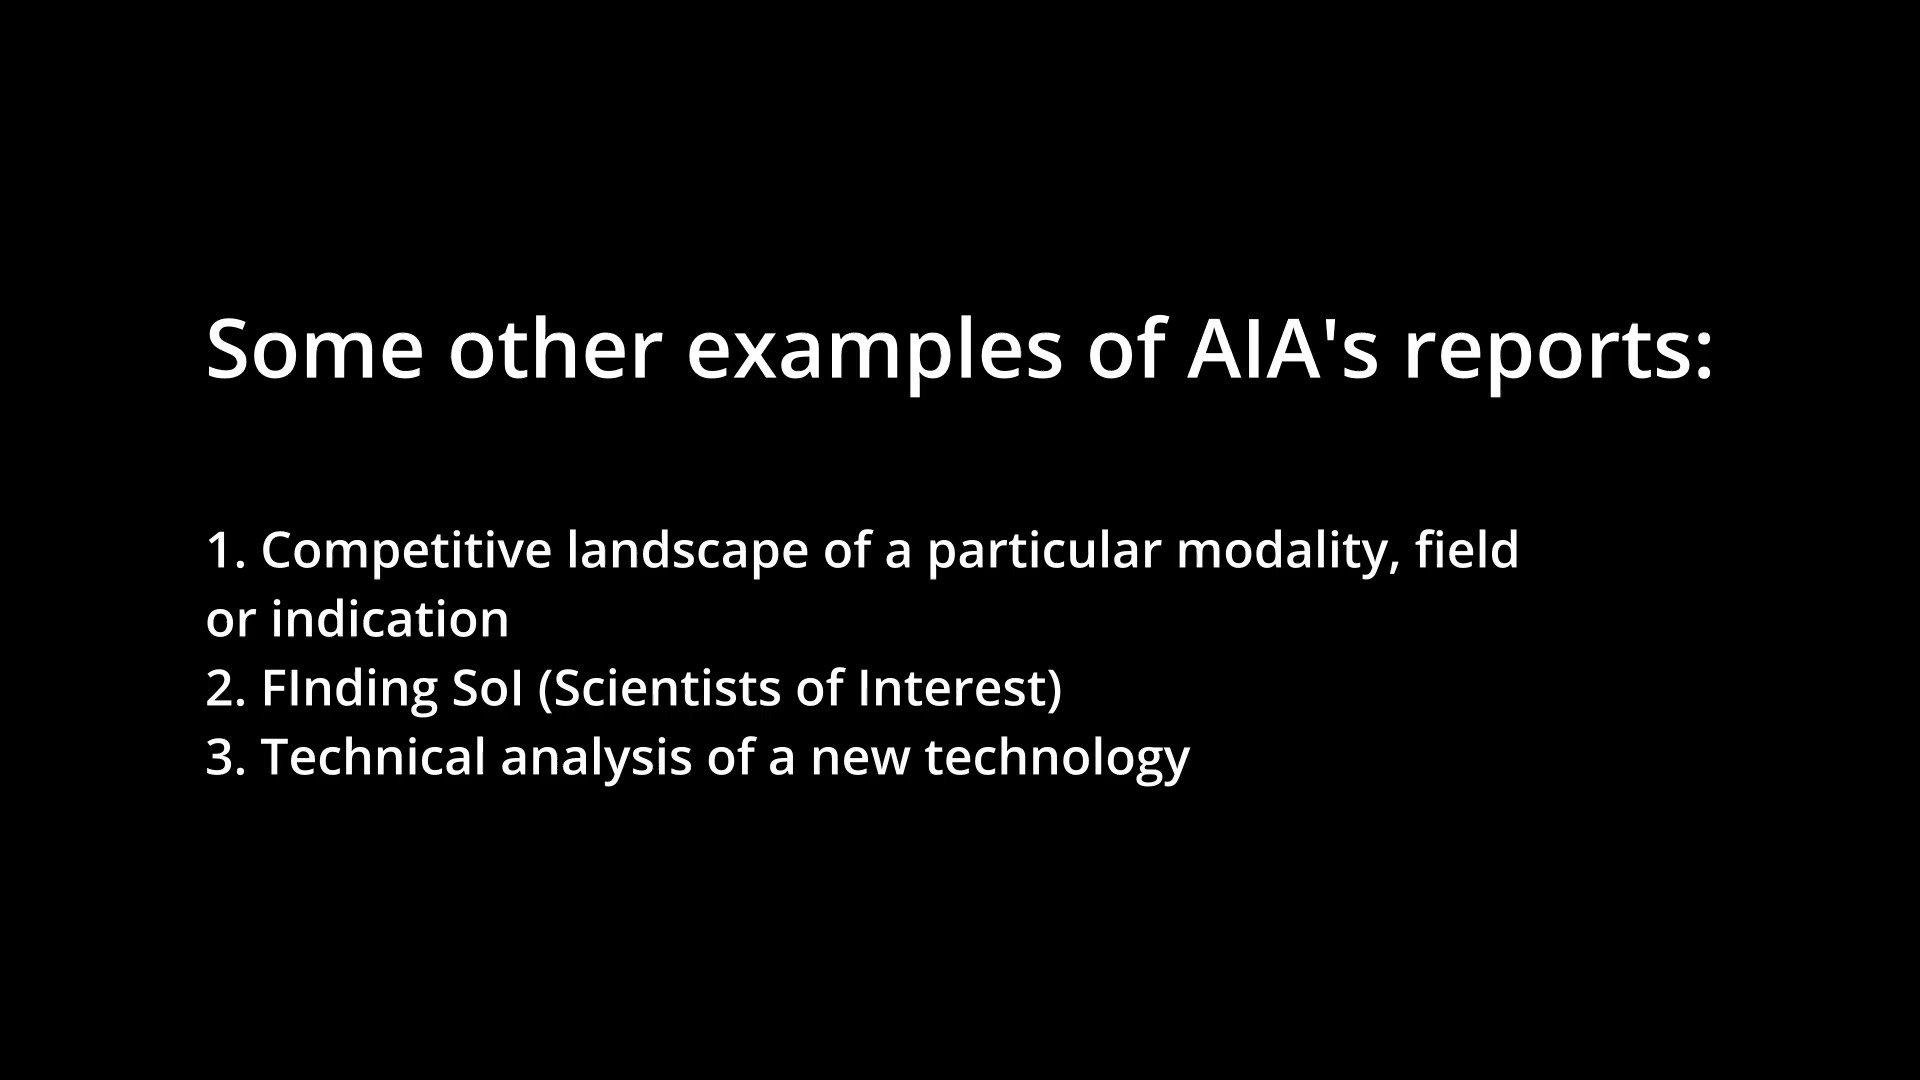 Some other examples of AIA's reports:
1. Competitive landscape of a particular modality, field
or indication
2. FInding SoI (Scientists of Interest)
3. Technical analysis of a new technology